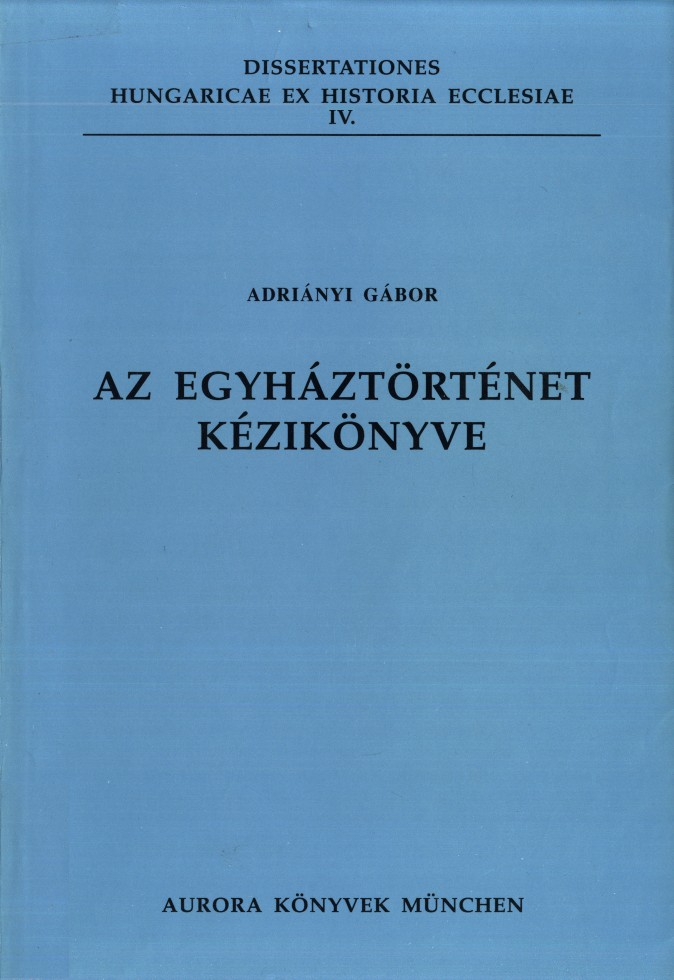 DISSERTATIONES
HUNGARICAE EX HISTORIA ECCLESIAE
IV.
ADRIÁNYI GÁBOR
AZ EGYHÁZTÖRTÉNET
KÉZIKÖNYVE
AURORA KÖNYVEK MÜNCHEN